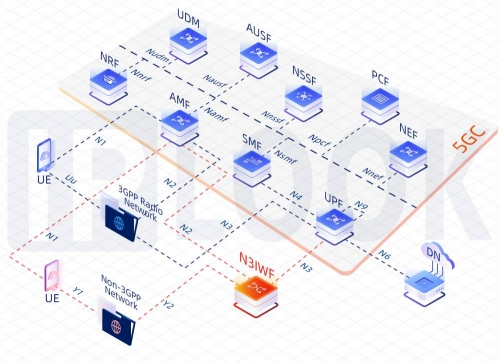 UDM
AUSF
NRF
Nudm
Nnrf
Nausf
NSSF
PCF
AMF
Namf
Nnssf
Npcf
NEF
5GC
SMF
Nsmf
Nnef
N1
UE
Uu
3GPP Radio
Network
N2
N2
N4
N9
UPF
N3
N6
DN
N1
UE
Y1
Non-3GPP
Network
Y2
N3IWF
N3
IPLOOK